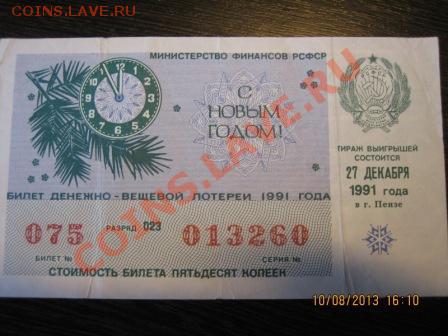 COINS.LAVE.RU
МИНИСТЕРСТВО ФИНАНСОВ РСФСР
12
С
НОВЫМ
ГОДОМ!
ТИРАЖ ВЫИГРЫШЕЙ
СОСТОИТСЯ
27 ДЕКАБРЯ
1991 года
в г. Пензе
БИЛЕТ ДЕНЕЖНО-ВЕЩЕВОЙ ЛОТЕРЕИ 1991 ГОДА
075 РАЗРЯД 023 013260
БИЛЕТ № СЕРИЯ №
СТОИМОСТЬ БИЛЕТА ПЯТЬДЕСЯТ КОПЕЕК
COINS.LAVE.RU
10/08/2013 16:10